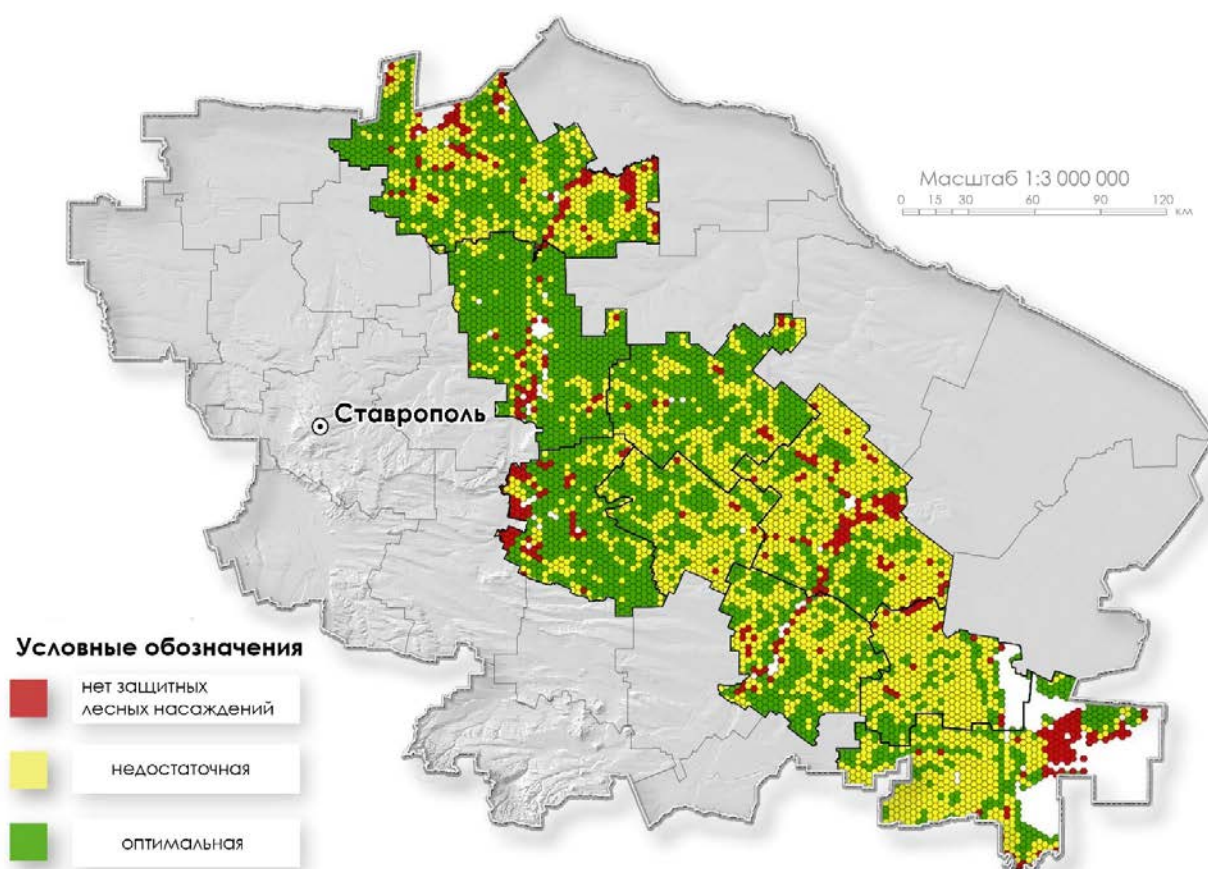 Масштаб 1:3 000 000
0 15 30 60 90 120
КМ
Ставрополь
Условные обозначения
нет защитных
лесных насаждений
недостаточная
оптимальная